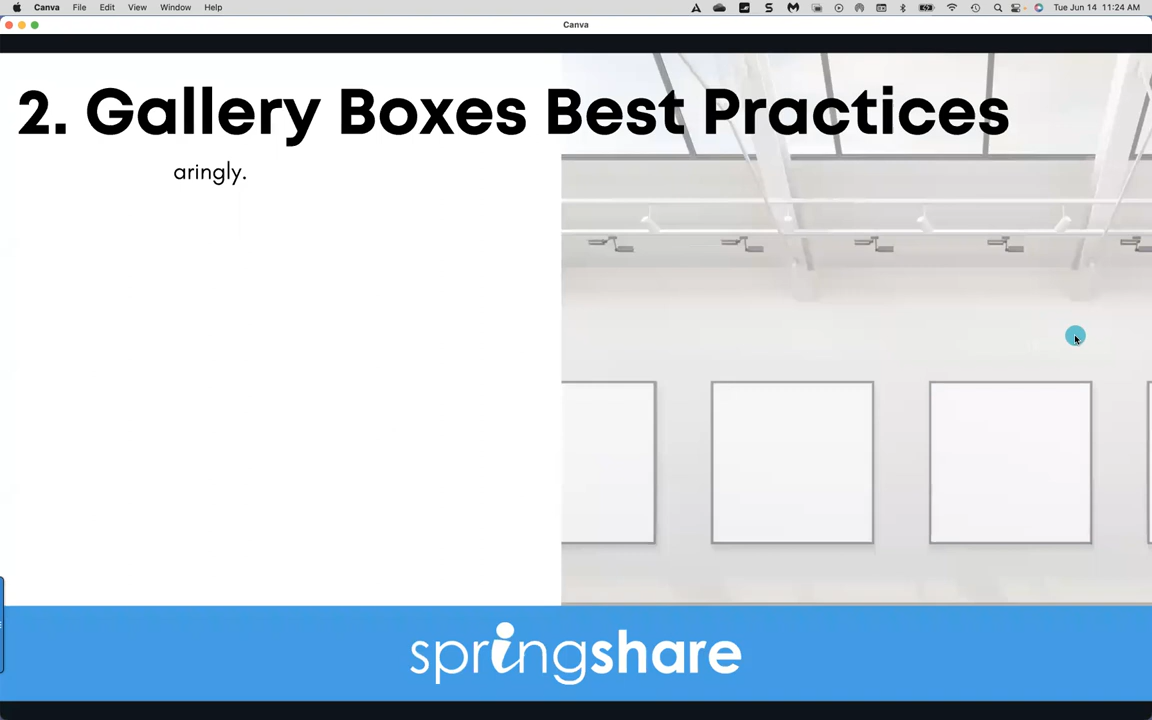 Canva File Edit View Window Help Tue Jun 14 11:24 AM
Canva
2. Gallery Boxes Best Practices
aringly.
springshare